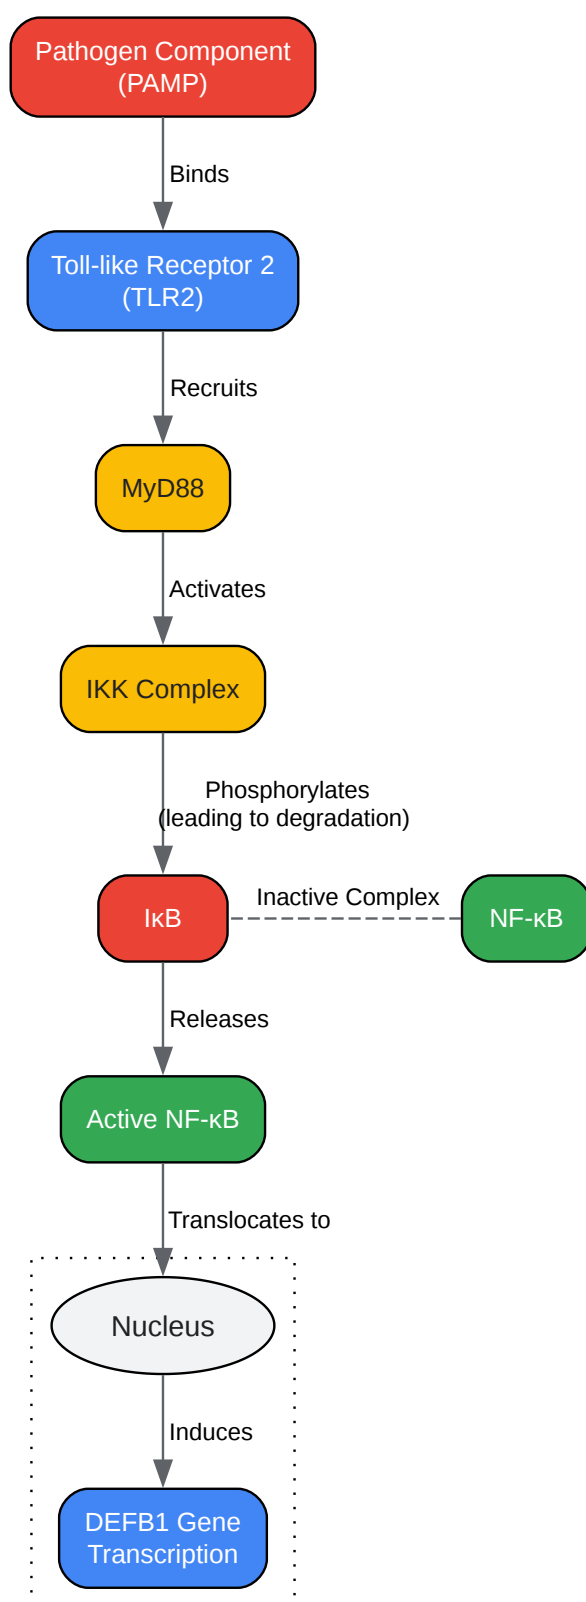 Pathogen Component
(PAMP)
Binds
Toll-like Receptor 2
(TLR2)
Recruits
MyD88
Activates
IKK Complex
Phosphorylates
(leading to degradation)
IκB
Inactive Complex
NF-κB
Releases
Active NF-κB
Translocates to
Nucleus
Induces
DEFB1 Gene
Transcription